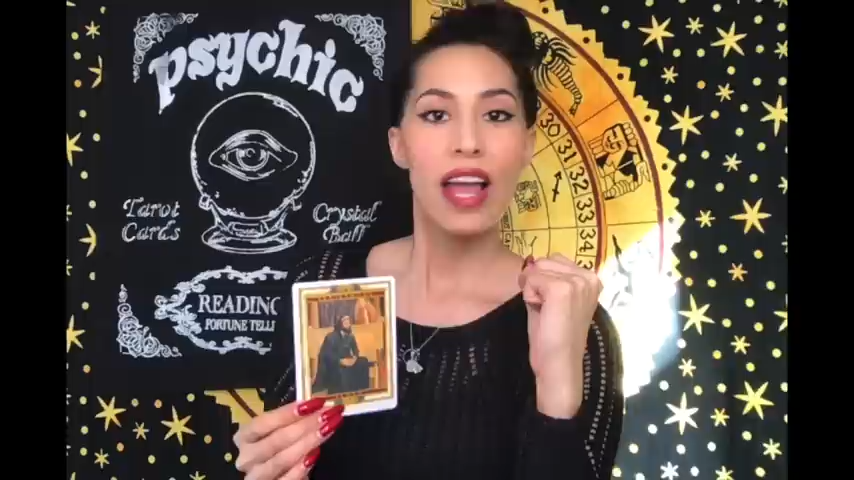 psychic
Tarot Crystal
Cards Ball
READING
FORTUNE TELL
30
31
32
33
34